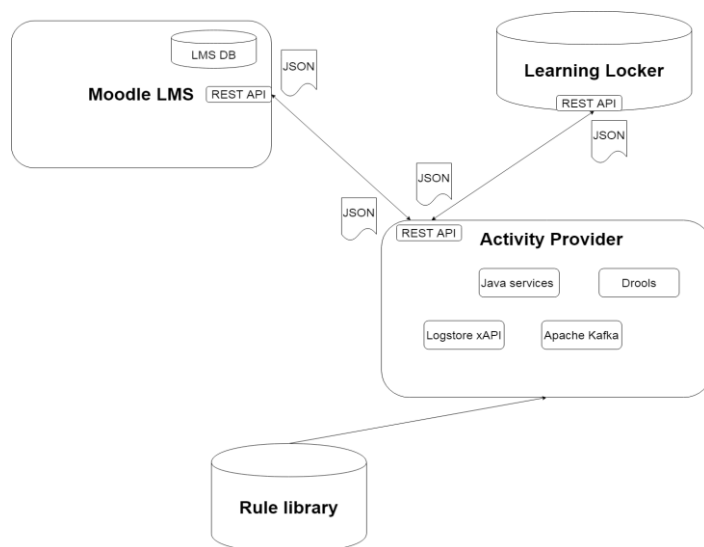 LMS DB
JSON
Moodle LMS
REST API
Learning Locker
REST API
JSON
JSON
JSON
REST API
Activity Provider
Java services
Drools
Logstore xAPI
Apache Kafka
Rule library